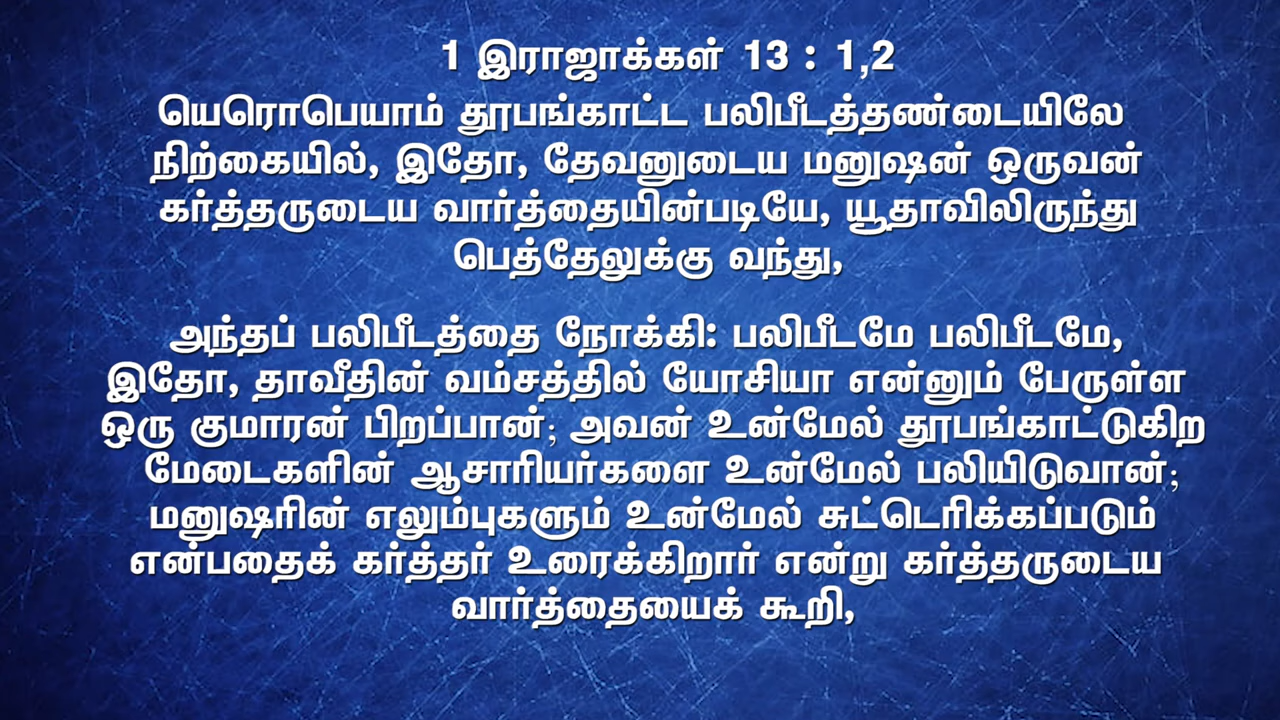 1 இராஜாக்கள் 13 : 1,2
யெரொபெயாம் தூபங்காட்ட பலிபீடத்தண்டையிலே
நிற்கையில், இதோ, தேவனுடைய மனுஷன் ஒருவன்
கர்த்தருடைய வார்த்தையின்படியே, யூதாவிலிருந்து
பெத்தேலுக்கு வந்து,
அந்தப் பலிபீடத்தை நோக்கி: பலிபீடமே பலிபீடமே,
இதோ, தாவீதின் வம்சத்தில் யோசியா என்னும் பேருள்ள
ஒரு குமாரன் பிறப்பான்; அவன் உன்மேல் தூபங்காட்டுகிற
மேடைகளின் ஆசாரியர்களை உன்மேல் பலியிடுவான்;
மனுஷரின் எலும்புகளும் உன்மேல் சுட்டெரிக்கப்படும்
என்பதைக் கர்த்தர் உரைக்கிறார் என்று கர்த்தருடைய
வார்த்தையைக் கூறி,